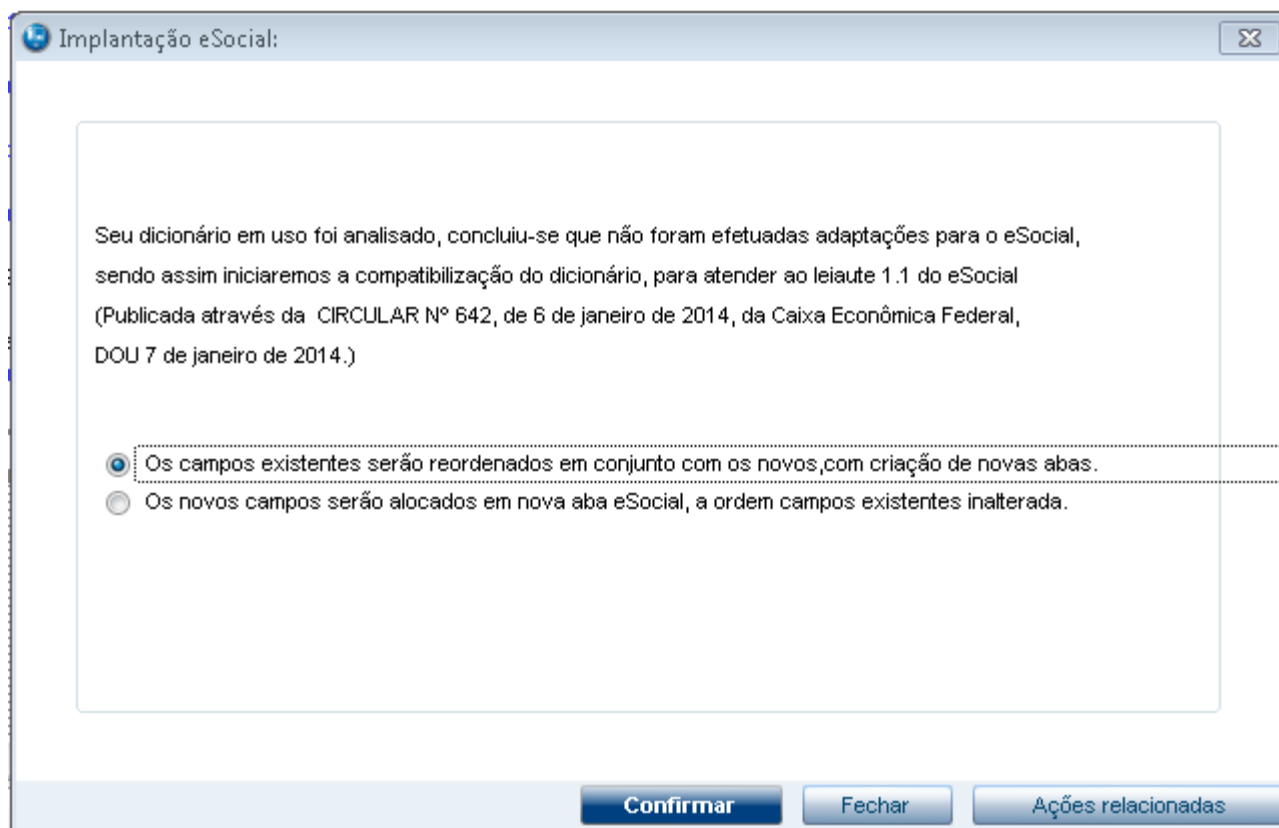 Implantação eSocial:
Seu dicionário em uso foi analisado, concluiu-se que não foram efetuadas adaptações para o eSocial,
sendo assim iniciaremos a compatibilização do dicionário, para atender ao leiaute 1.1 do eSocial
(Publicada através da CIRCULAR Nº 642, de 6 de janeiro de 2014, da Caixa Econômica Federal,
DOU 7 de janeiro de 2014.)
Os campos existentes serão reordenados em conjunto com os novos,com criação de novas abas.
Os novos campos serão alocados em nova aba eSocial, a ordem campos existentes inalterada.
Confirmar Fechar Ações relacionadas